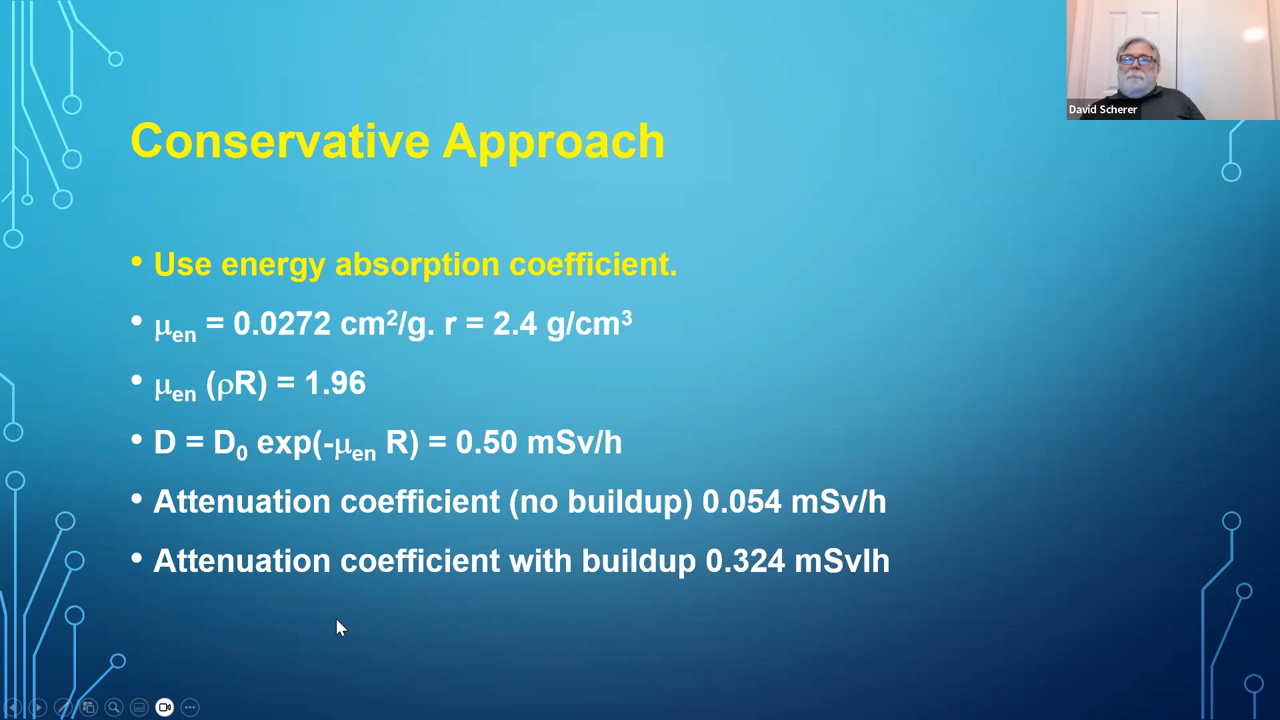 David Scherer
Conservative Approach
• Use energy absorption coefficient.
• μen = 0.0272 cm2/g. r = 2.4 g/cm3
• μen (ρR) = 1.96
• D = D0 exp(-μen R) = 0.50 mSv/h
• Attenuation coefficient (no buildup) 0.054 mSv/h
• Attenuation coefficient with buildup 0.324 mSvlh